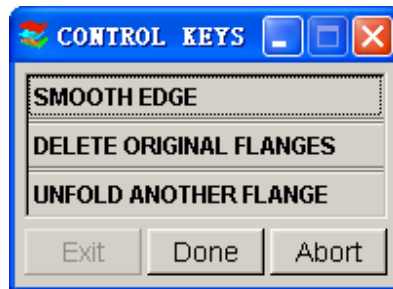 CONTROL KEYS
SMOOTH EDGE
DELETE ORIGINAL FLANGES
UNFOLD ANOTHER FLANGE
Exit Done Abort